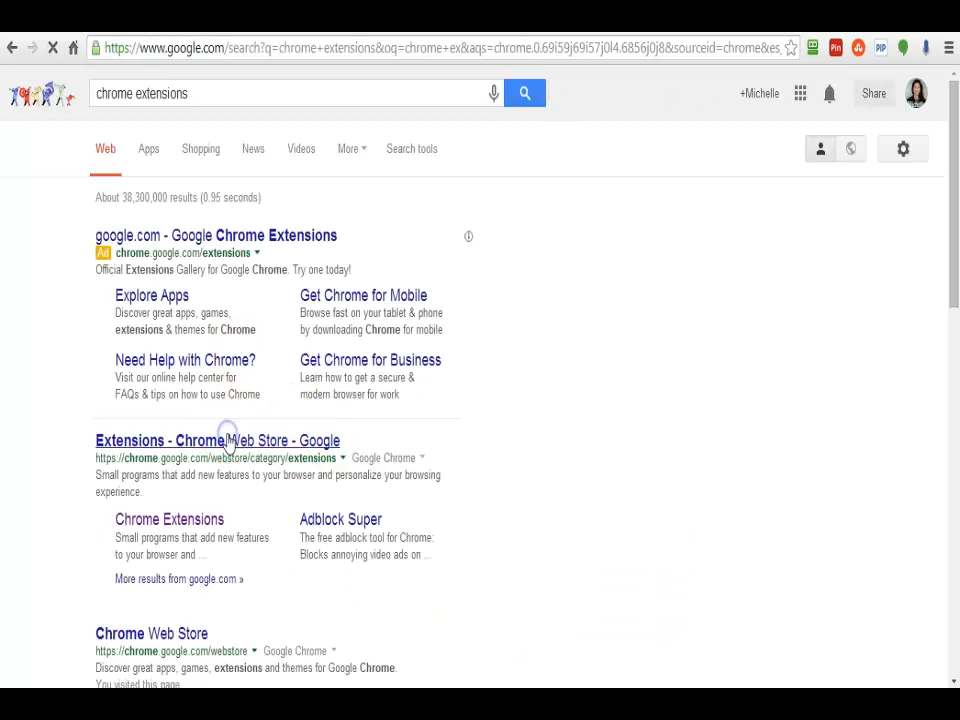 https://www.google.com/search?q=chrome+extensions&oq=chrome+ex&aqs=chrome.0.69i59j69i57j0l4.6856j0j8&sourceid=chrome&es_
Pin
PIP
chrome extensions
+Michelle
Share
Web
Apps
Shopping
News
Videos
More
Search tools
About 38,300,000 results (0.95 seconds)
google.com - Google Chrome Extensions
Ad chrome.google.com/extensions
Official Extensions Gallery for Google Chrome. Try one today!
Explore Apps
Discover great apps, games,
extensions & themes for Chrome
Get Chrome for Mobile
Browse fast on your tablet & phone
by downloading Chrome for mobile
Need Help with Chrome?
Visit our online help center for
FAQs & tips on how to use Chrome
Get Chrome for Business
Learn how to get a secure &
modern browser for work
Extensions - Chrome Web Store - Google
https://chrome.google.com/webstore/category/extensions Google Chrome
Small programs that add new features to your browser and personalize your browsing
experience.
Chrome Extensions
Small programs that add new features
to your browser and ...
Adblock Super
The free adblock tool for Chrome:
Blocks annoying video ads on ...
More results from google.com »
Chrome Web Store
https://chrome.google.com/webstore Google Chrome
Discover great apps, games, extensions and themes for Google Chrome.
You visited this page